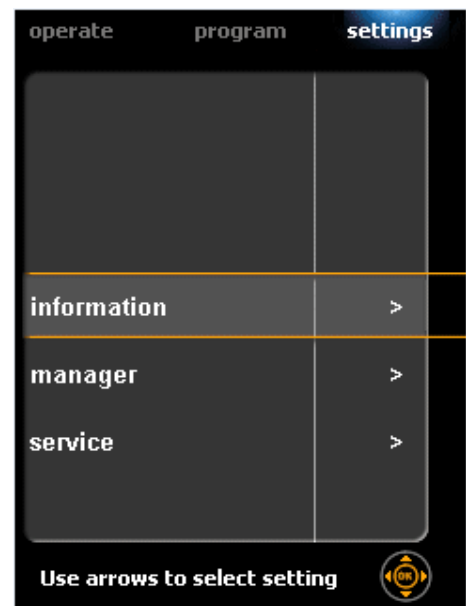 operate program settings
information >
manager >
service >
Use arrows to select setting OK